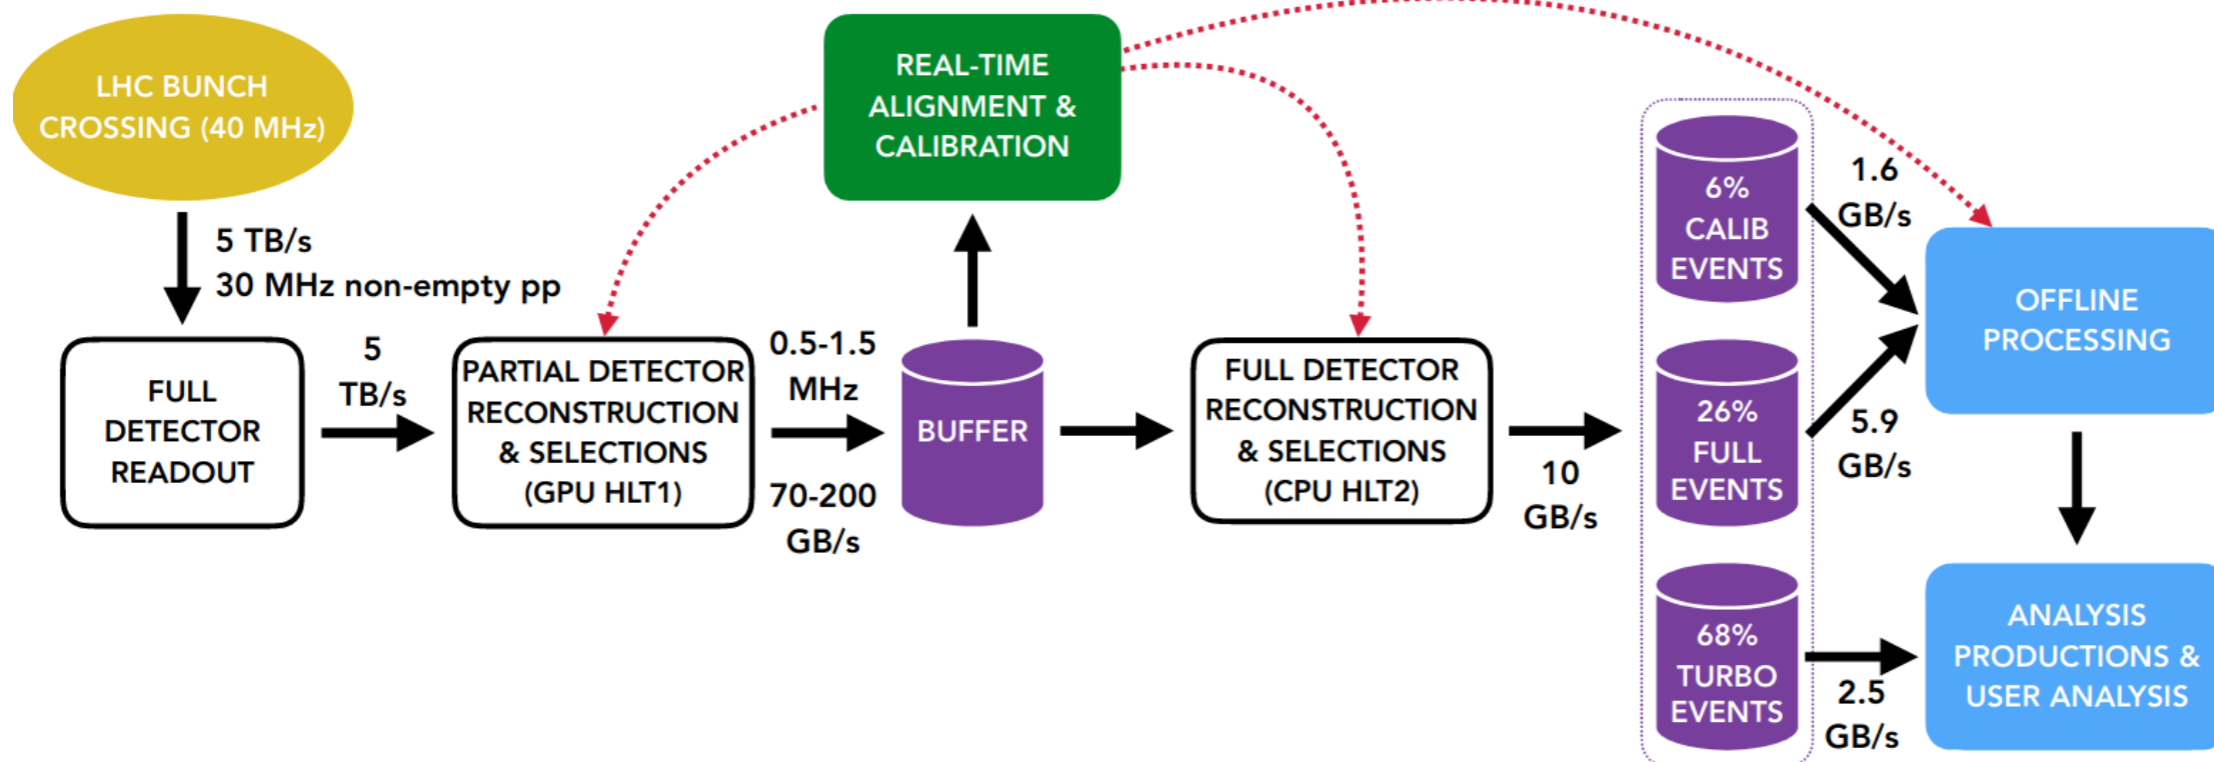 LHC BUNCH
CROSSING (40 MHz)
5 TB/s
30 MHz non-empty pp
FULL
DETECTOR
READOUT
5
TB/s
PARTIAL DETECTOR
RECONSTRUCTION
& SELECTIONS
(GPU HLT1)
0.5-1.5
MHz
70-200
GB/s
REAL-TIME
ALIGNMENT &
CALIBRATION
BUFFER
FULL DETECTOR
RECONSTRUCTION
& SELECTIONS
(CPU HLT2)
10
GB/s
6%
CALIB
EVENTS
1.6
GB/s
26%
FULL
EVENTS
5.9
GB/s
68%
TURBO
EVENTS
2.5
GB/s
OFFLINE
PROCESSING
ANALYSIS
PRODUCTIONS &
USER ANALYSIS